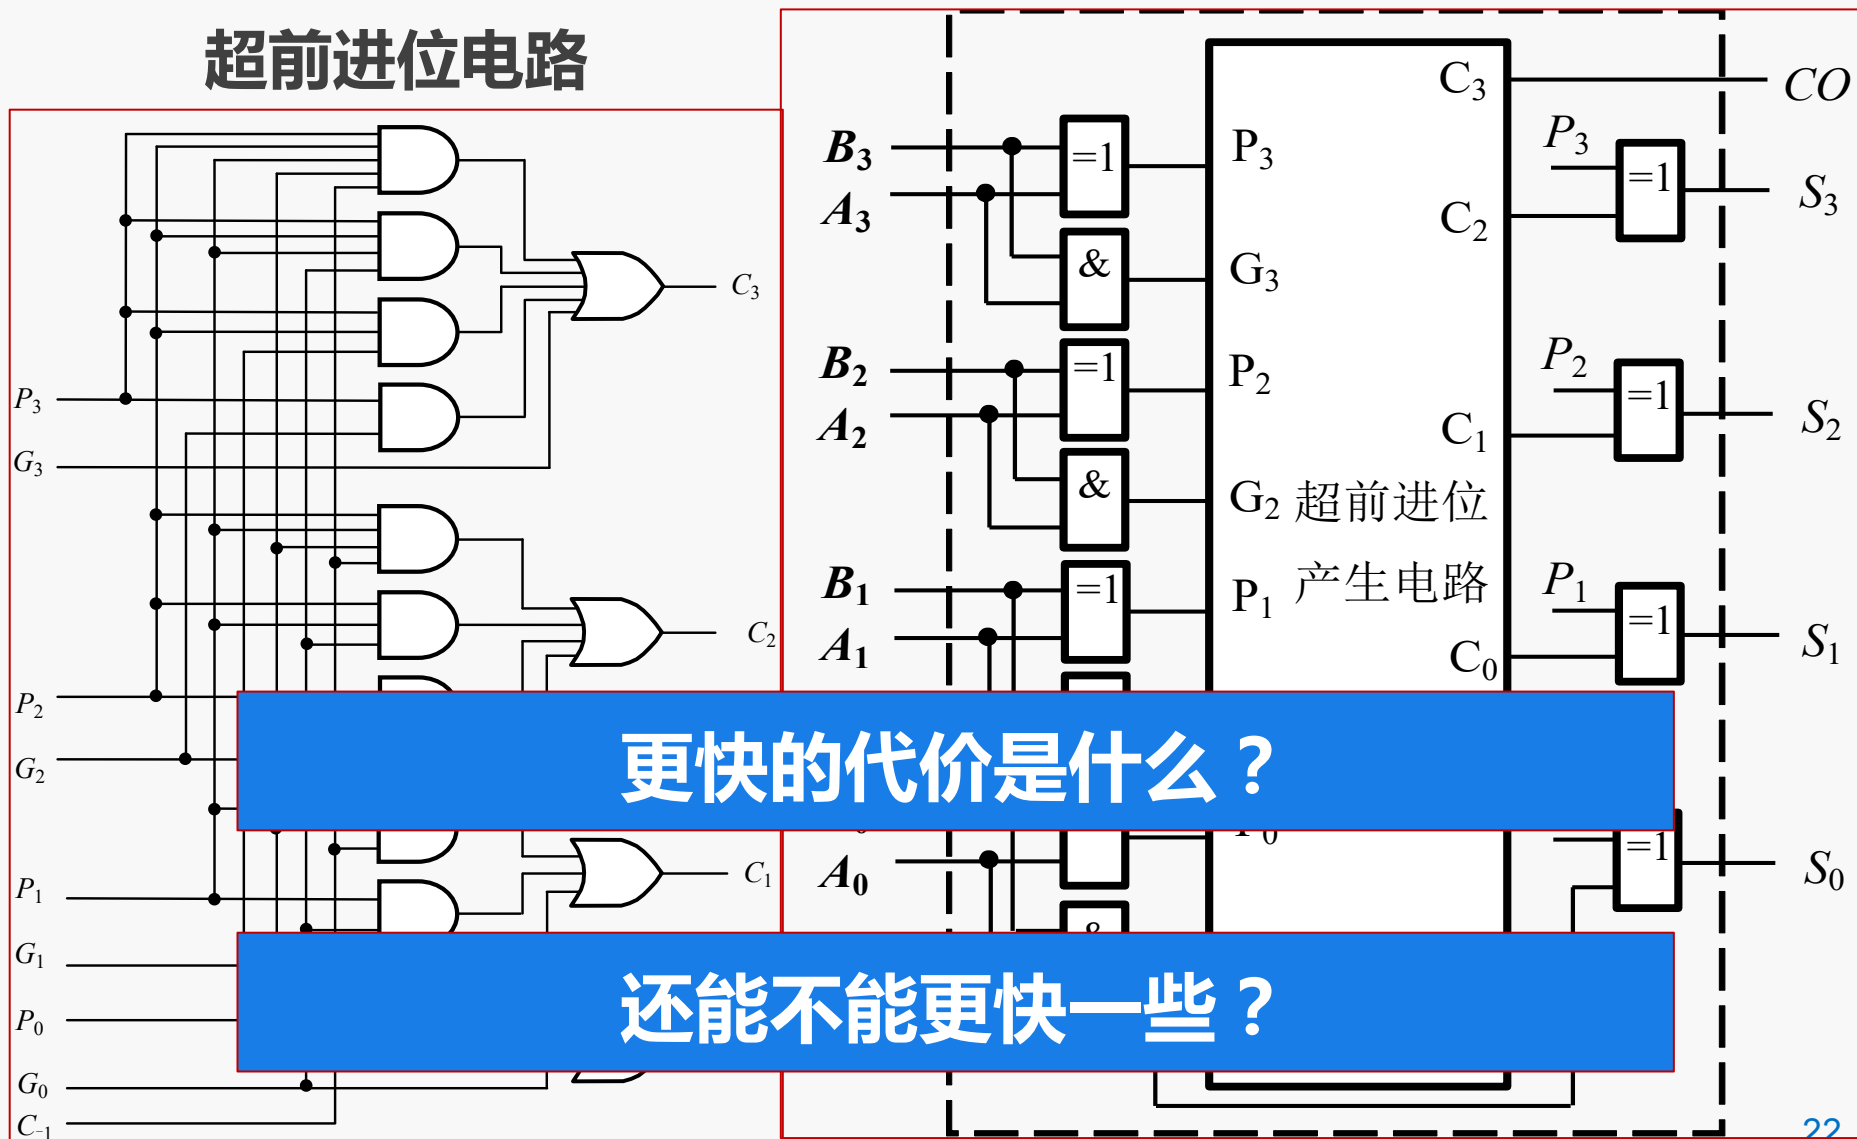 超前进位电路
P3
G3
P2
G2
P1
G1
P0
G0
C-1
C3
C2
C1
B3
A3
B2
A2
B1
A1
A0
=1
&
=1
&
=1
&
P3
G3
P2
G2
P1
超前进位
产生电路
C3
C2
C1
C0
P3
P2
P1
=1
=1
=1
=1
CO
S3
S2
S1
S0
更快的代价是什么？
还能不能更快一些？
22